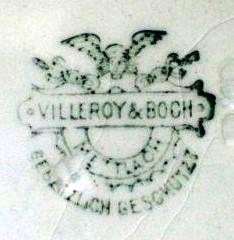 VILLEROY & BOCH
METTLACH
GESETZLICH GESCHÜTZT